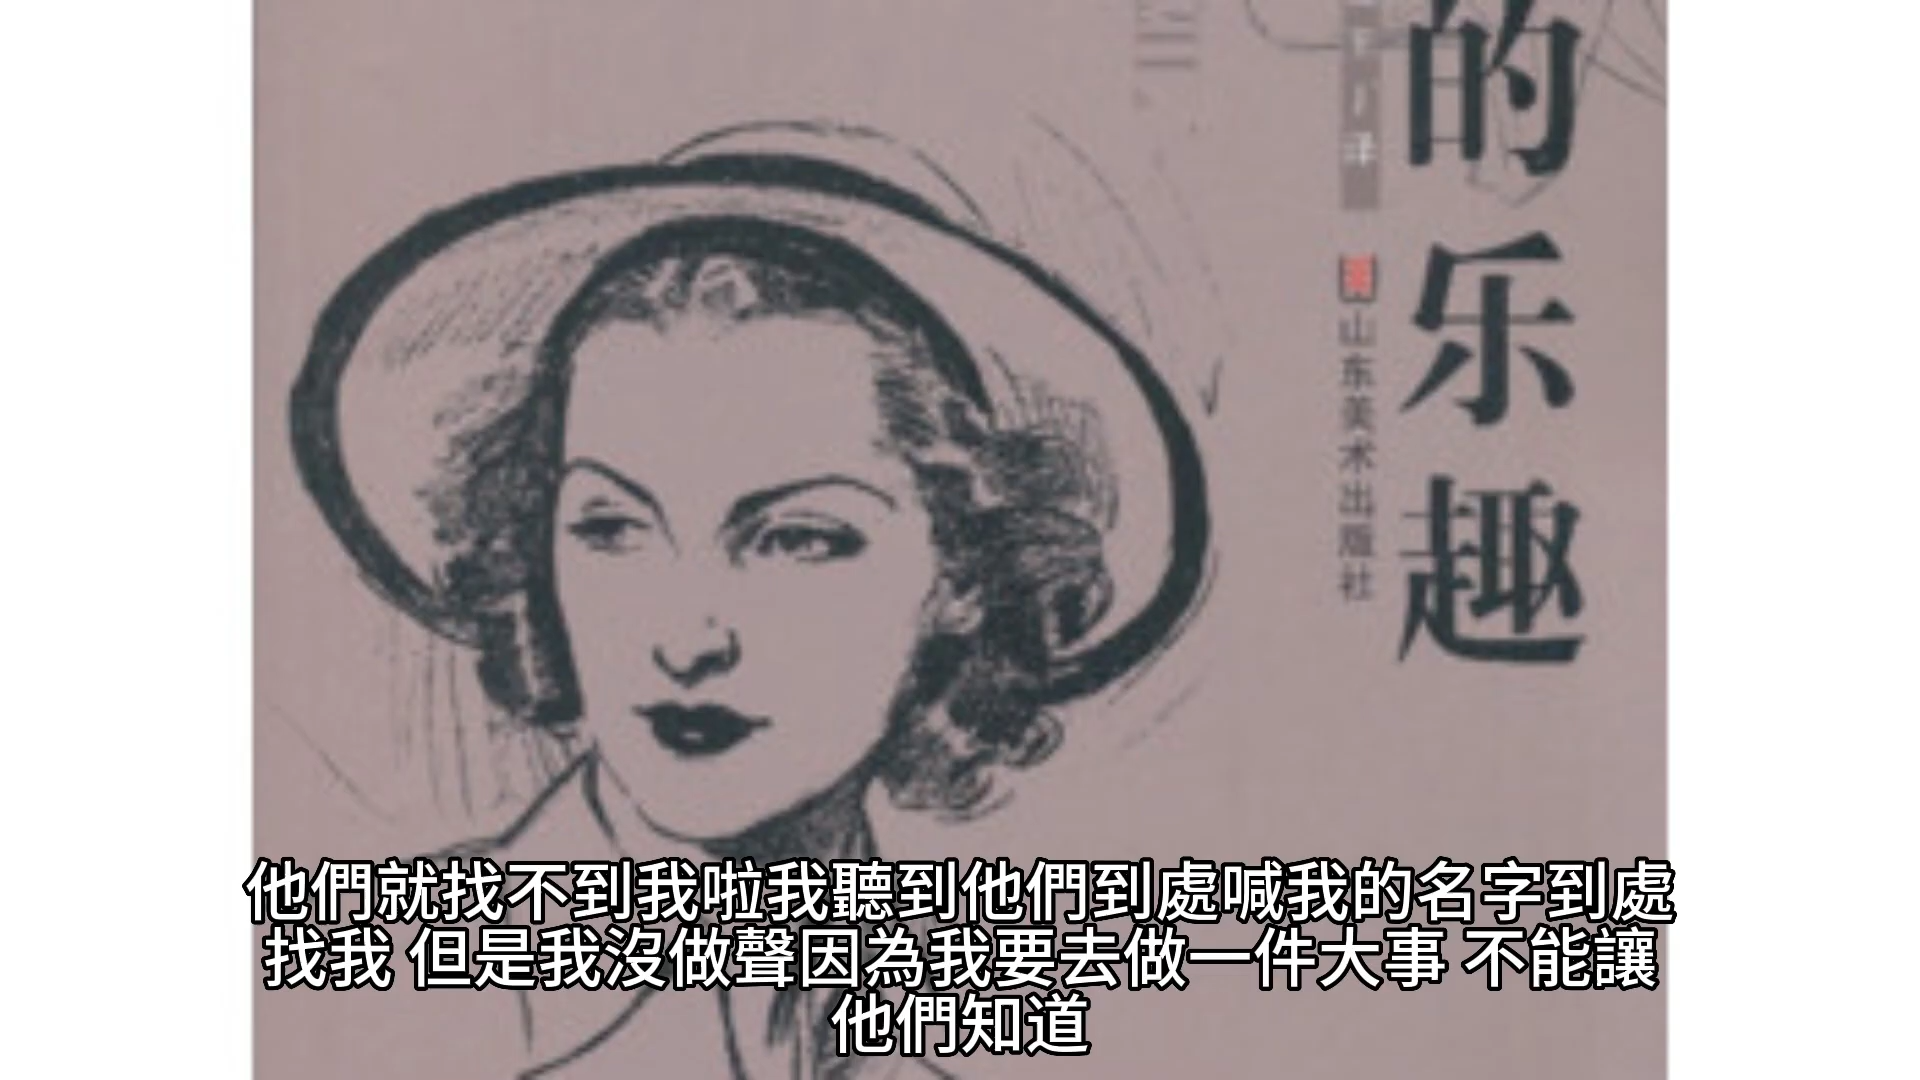 的乐趣
译
山东美术出版社
他們就找不到我啦我聽到他們到處喊我的名字到處
找我 但是我沒做聲因為我要去做一件大事 不能讓
他們知道